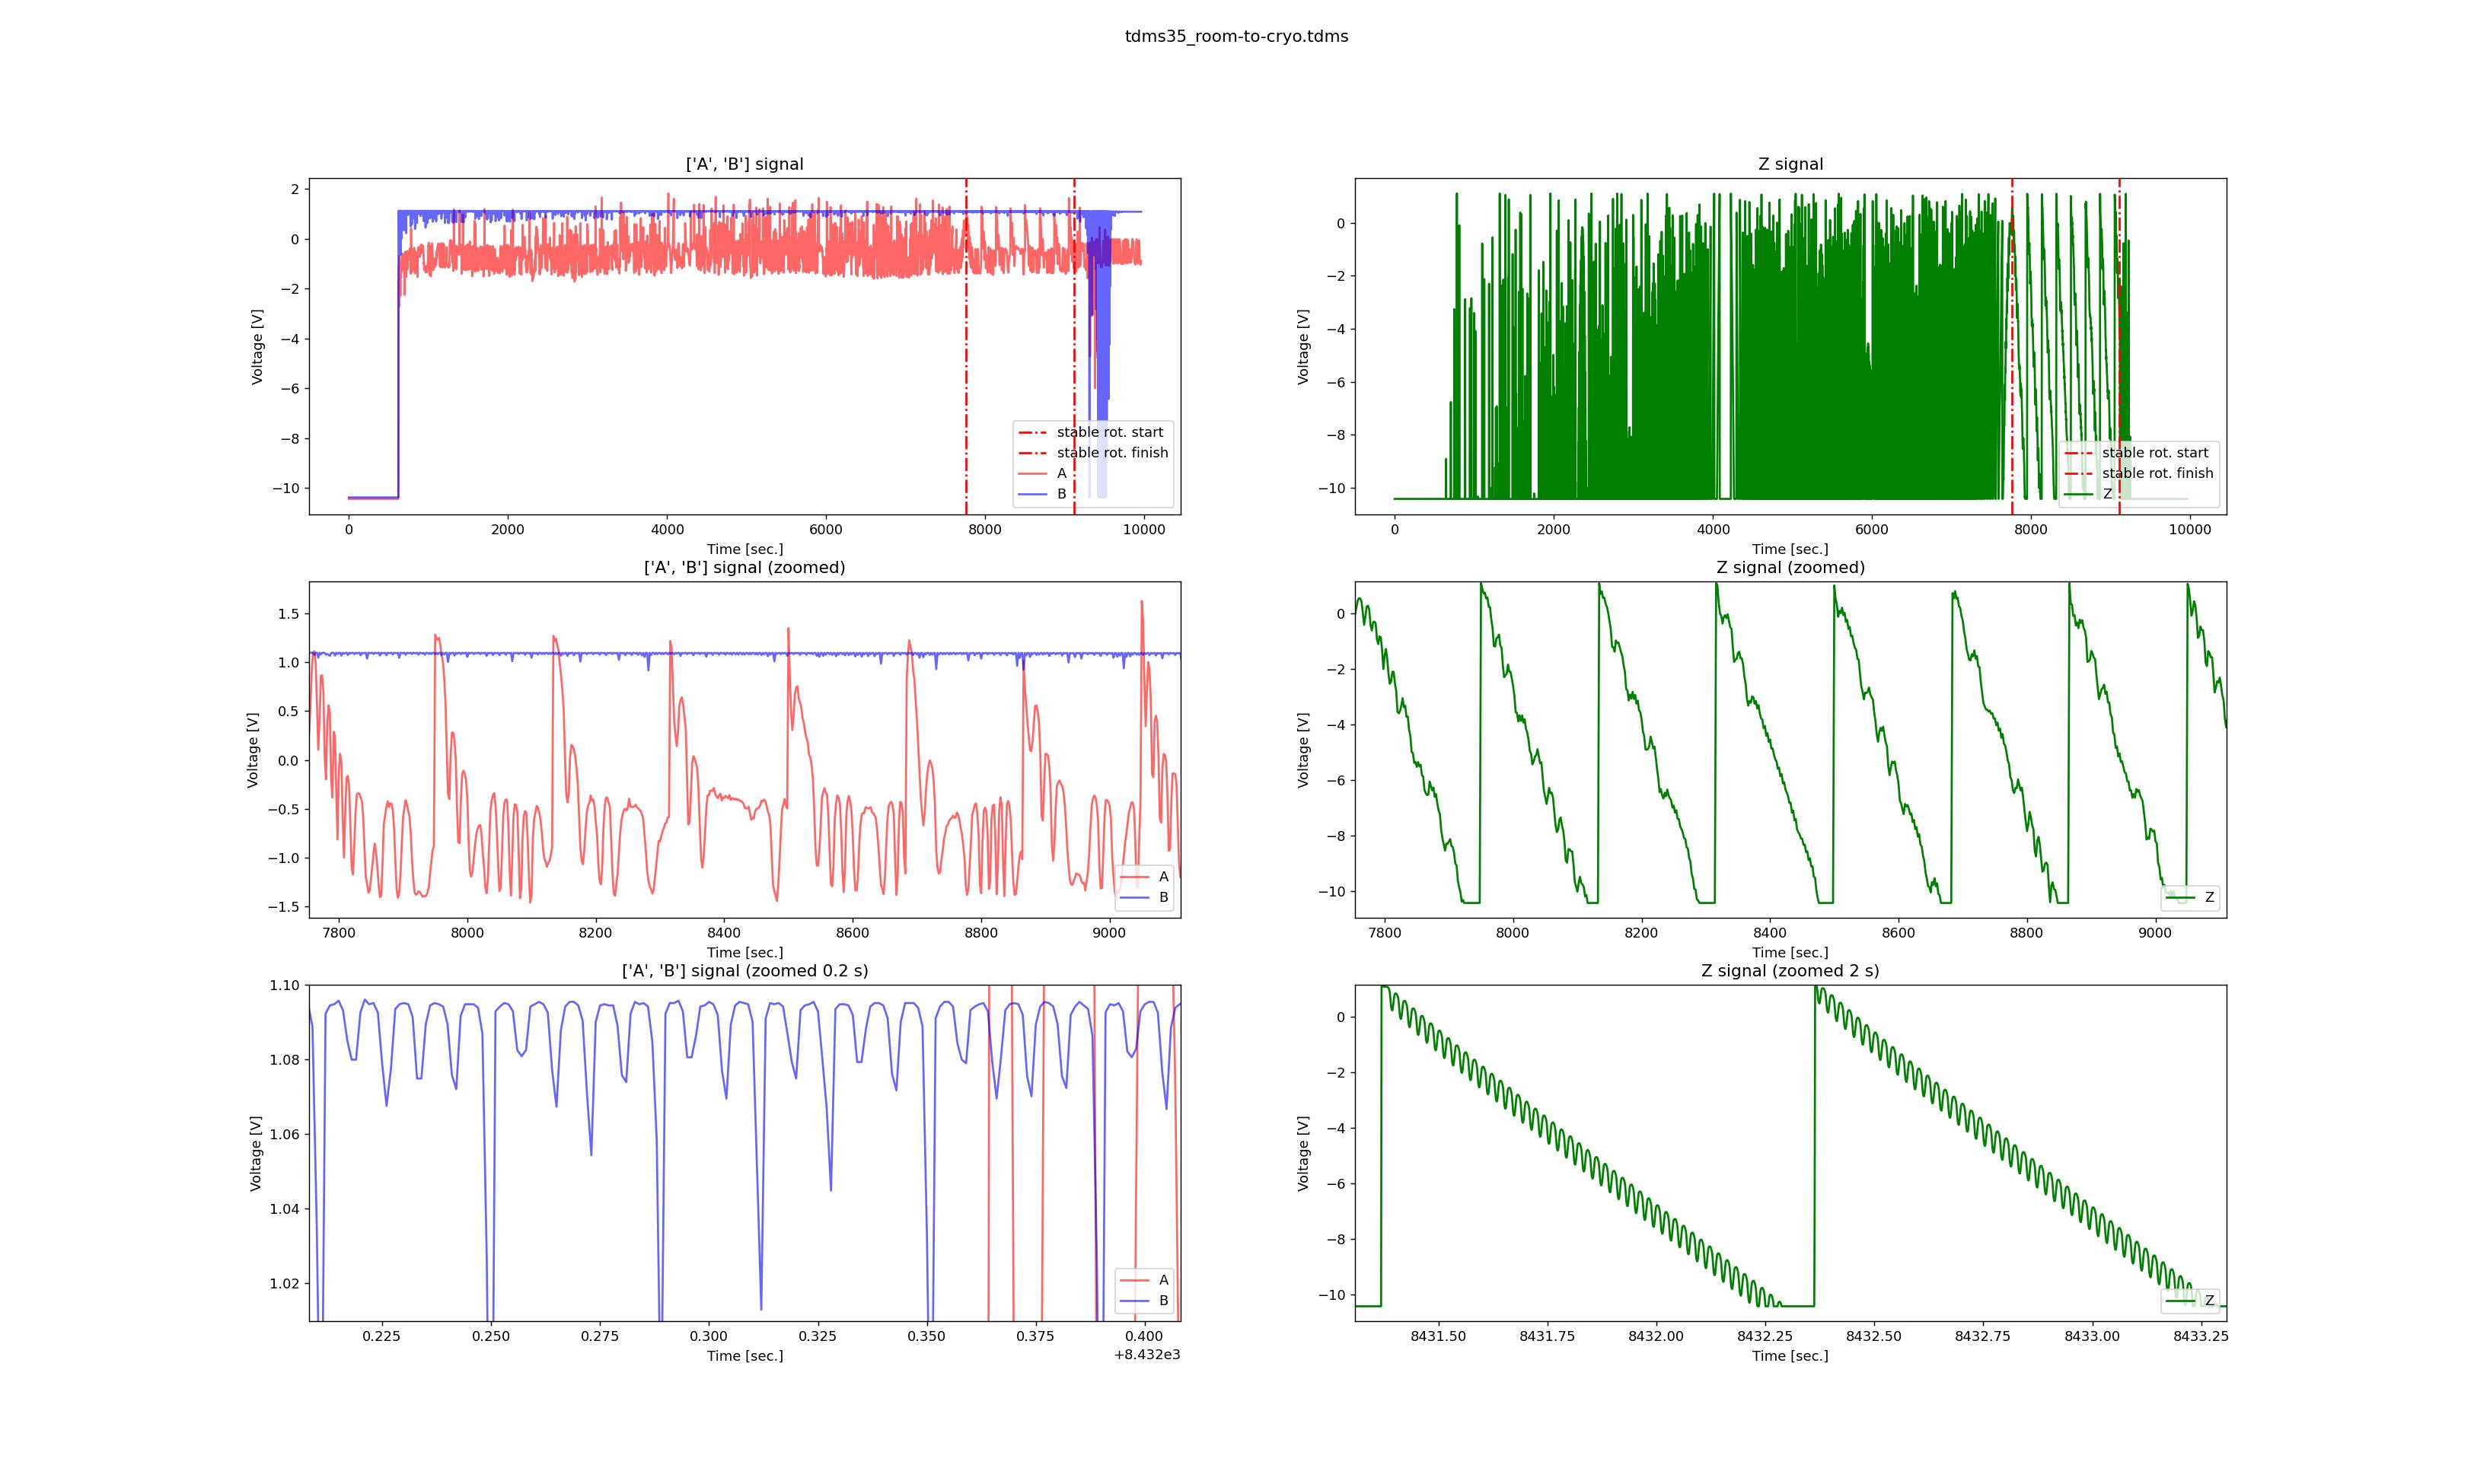 tdms35_room-to-cryo.tdms
['A', 'B'] signal
Voltage [V]
2
0
−2
−4
−6
−8
−10
0 2000 4000 6000 8000 10000
Time [sec.]
stable rot. start
stable rot. finish
A
B
Z signal
Voltage [V]
0
−2
−4
−6
−8
−10
0 2000 4000 6000 8000 10000
Time [sec.]
stable rot. start
stable rot. finish
Z
['A', 'B'] signal (zoomed)
Voltage [V]
1.5
1.0
0.5
0.0
−0.5
−1.0
−1.5
7800 8000 8200 8400 8600 8800 9000
Time [sec.]
A
B
Z signal (zoomed)
Voltage [V]
0
−2
−4
−6
−8
−10
7800 8000 8200 8400 8600 8800 9000
Time [sec.]
Z
['A', 'B'] signal (zoomed 0.2 s)
Voltage [V]
1.10
1.08
1.06
1.04
1.02
0.225 0.250 0.275 0.300 0.325 0.350 0.375 0.400
Time [sec.]
+8.432e3
A
B
Z signal (zoomed 2 s)
Voltage [V]
0
−2
−4
−6
−8
−10
8431.50 8431.75 8432.00 8432.25 8432.50 8432.75 8433.00 8433.25
Time [sec.]
Z